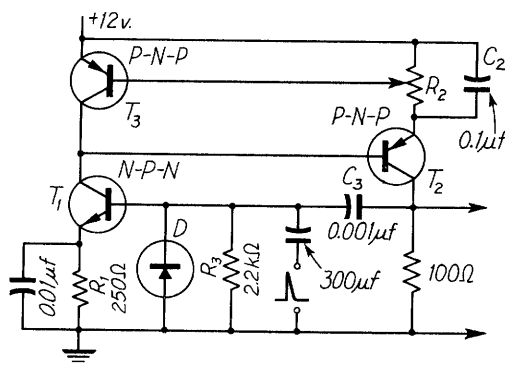 +12v.
P-N-P
C2
R2
T3
P-N-P
0.1µf
N-P-N
T2
C3
T1
0.001µf
D
R3
2.2kΩ
0.01µf
R1
250Ω
300µf
100Ω